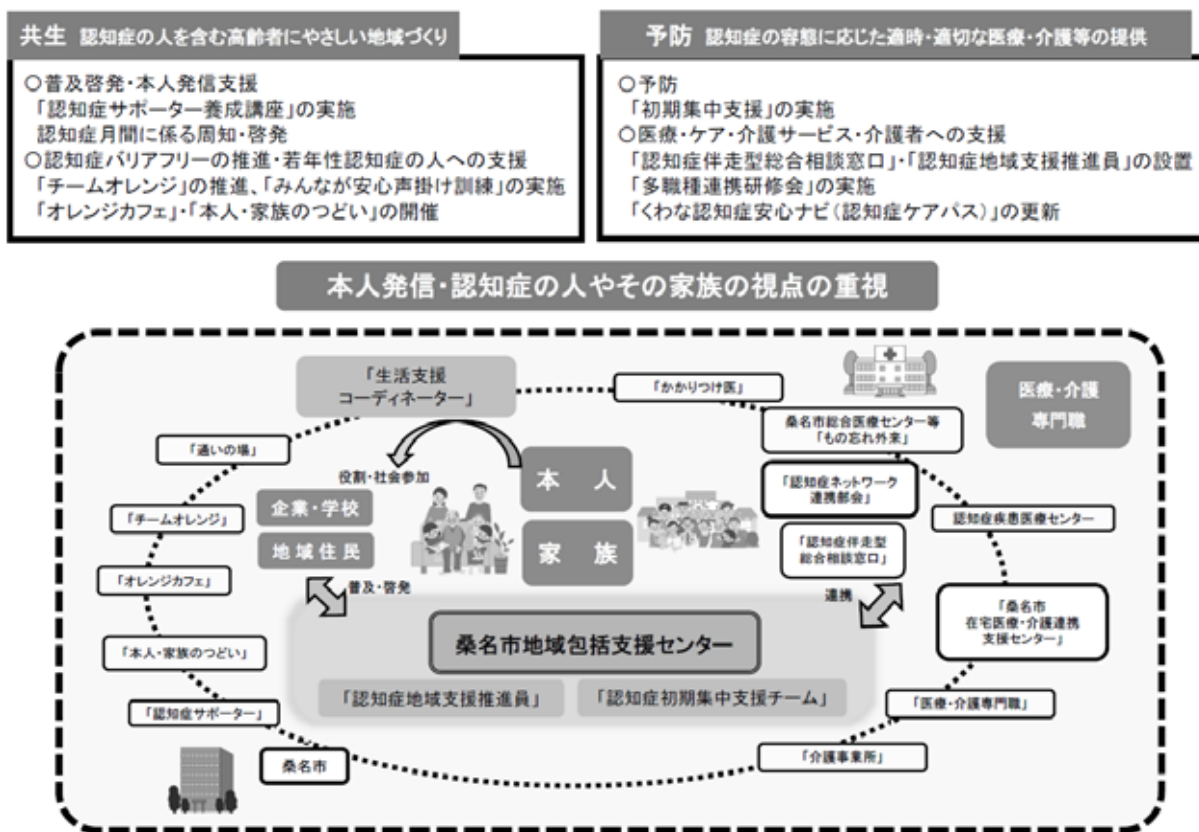 共生 認知症の人を含む高齢者にやさしい地域づくり
○普及啓発・本人発信支援
「認知症サポーター養成講座」の実施
認知症月間に係る周知・啓発
○認知症バリアフリーの推進・若年性認知症の人への支援
「チームオレンジ」の推進、「みんなが安心声掛け訓練」の実施
「オレンジカフェ」・「本人・家族のつどい」の開催
予防 認知症の容態に応じた適時・適切な医療・介護等の提供
○予防
「初期集中支援」の実施
○医療・ケア・介護サービス・介護者への支援
「認知症伴走型総合相談窓口」・「認知症地域支援推進員」の設置
「多職種連携研修会」の実施
「くわな認知症安心ナビ(認知症ケアパス)」の更新
本人発信・認知症の人やその家族の視点の重視
「生活支援
コーディネーター」
「かかりつけ医」
医療・介護
専門職
桑名市総合医療センター等
「もの忘れ外来」
「通いの場」
役割・社会参加
本 人
「認知症ネットワーク
連携部会」
企業・学校
「チームオレンジ」
認知症疾患医療センター
地域住民
家 族
「認知症伴走型
総合相談窓口」
「オレンジカフェ」
普及・啓発
連携
「桑名市
在宅医療・介護連携
支援センター」
桑名市地域包括支援センター
「本人・家族のつどい」
「認知症地域支援推進員」
「認知症初期集中支援チーム」
「医療・介護専門職」
「認知症サポーター」
「介護事業所」
桑名市